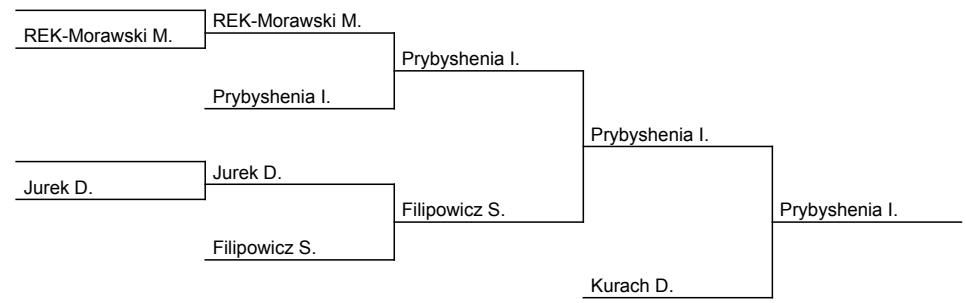 REK-Morawski M.
REK-Morawski M.
Prybyshenia I.
Prybyshenia I.
Prybyshenia I.
Jurek D.
Jurek D.
Filipowicz S.
Prybyshenia I.
Filipowicz S.
Kurach D.